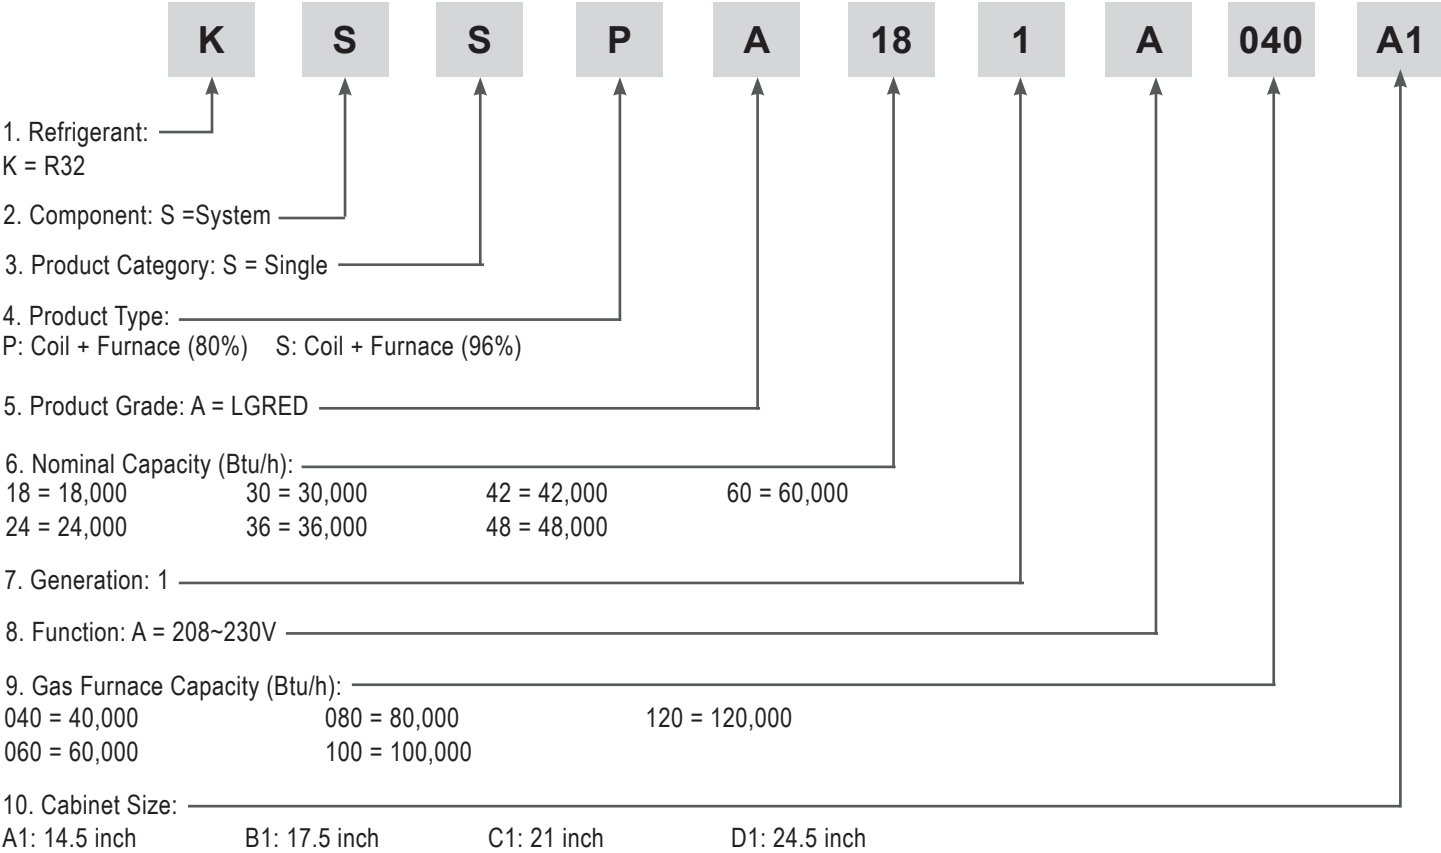 K S S P A 18 1 A 040 A1
1. Refrigerant:
K = R32
2. Component: S =System
3. Product Category: S = Single
4. Product Type:
P: Coil + Furnace (80%) S: Coil + Furnace (96%)
5. Product Grade: A = LGRED
6. Nominal Capacity (Btu/h):
18 = 18,000 30 = 30,000 42 = 42,000 60 = 60,000
24 = 24,000 36 = 36,000 48 = 48,000
7. Generation: 1
8. Function: A = 208~230V
9. Gas Furnace Capacity (Btu/h):
040 = 40,000 080 = 80,000 120 = 120,000
060 = 60,000 100 = 100,000
10. Cabinet Size:
A1: 14.5 inch B1: 17.5 inch C1: 21 inch D1: 24.5 inch